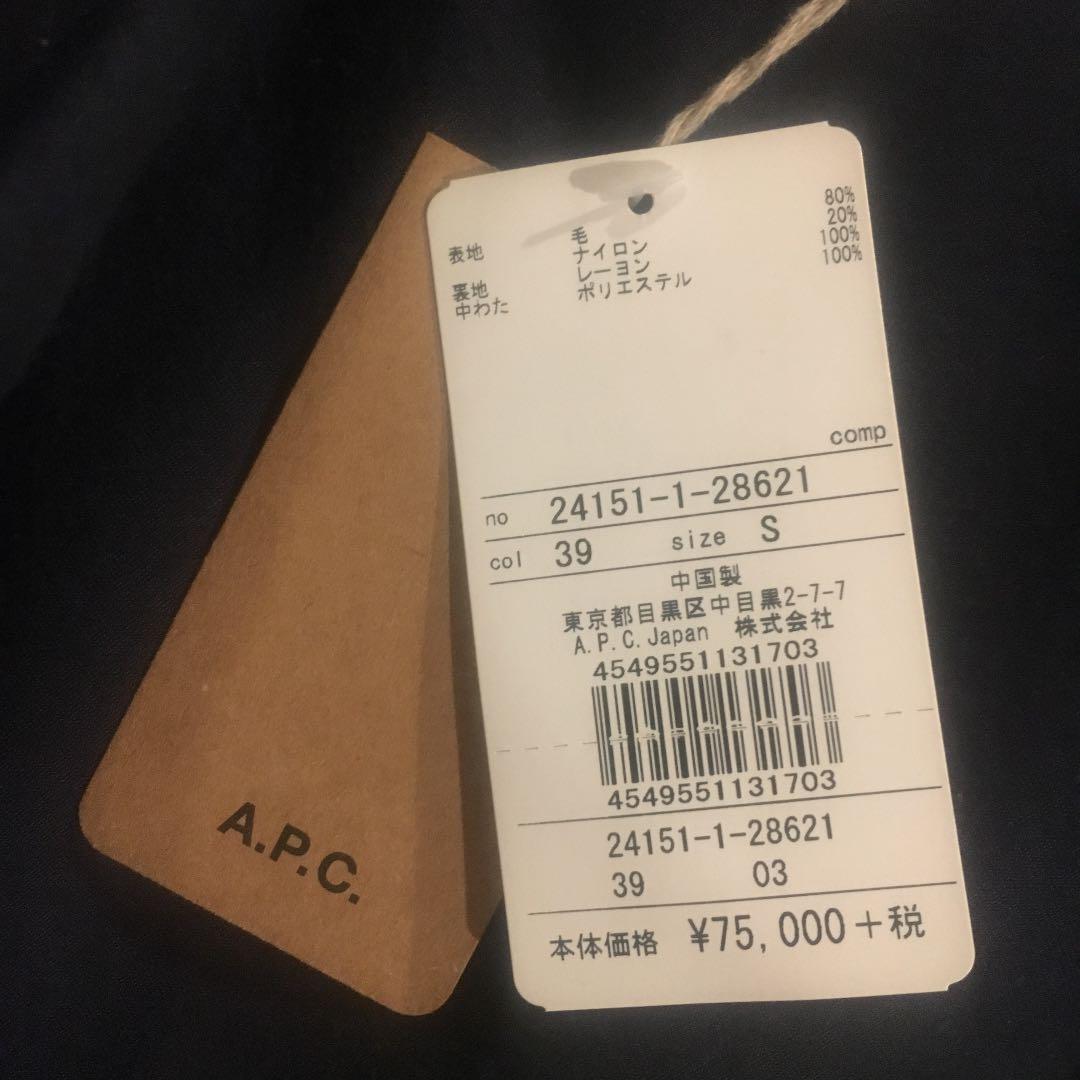 毛 80%
表地 ナイロン 20%
レーヨン 100%
裏地 ポリエステル 100%
中わた
comp
no 24151-1-28621
col 39 size S
中国製
東京都目黒区中目黒2-7-7
A.P.C.Japan 株式会社
4549551131703
4549551131703
24151-1-28621
39 03
本体価格 ¥75,000+税
A.P.C.